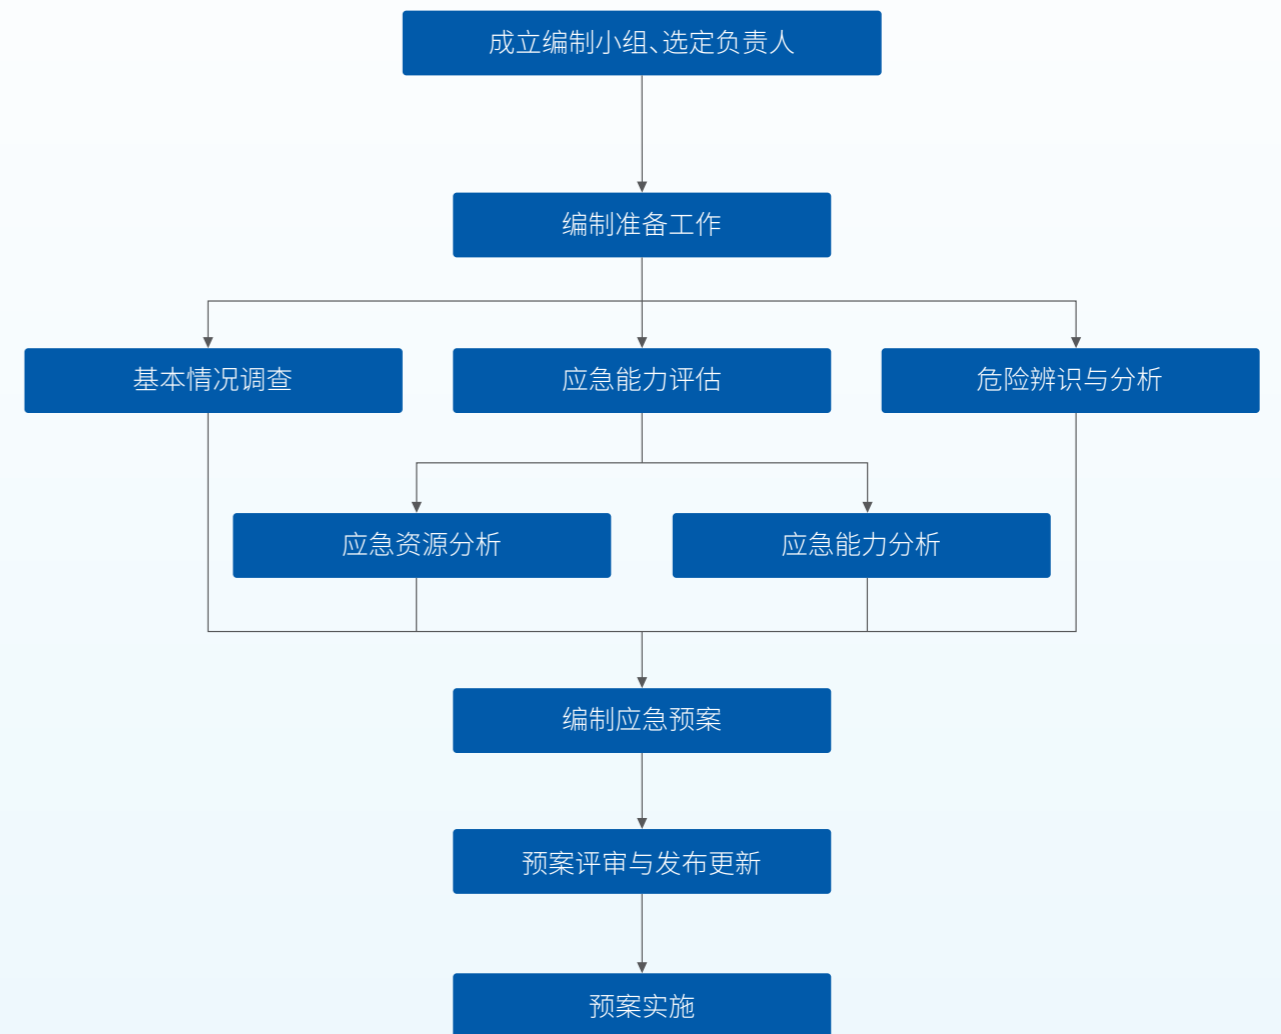 成立编制小组、选定负责人
编制准备工作
基本情况调查
应急能力评估
危险辨识与分析
应急资源分析
应急能力分析
编制应急预案
预案评审与发布更新
预案实施